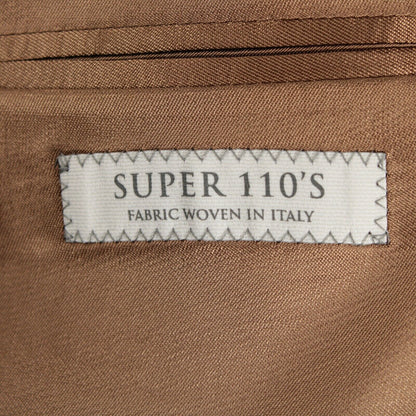 SUPER 110'S
FABRIC WOVEN IN ITALY